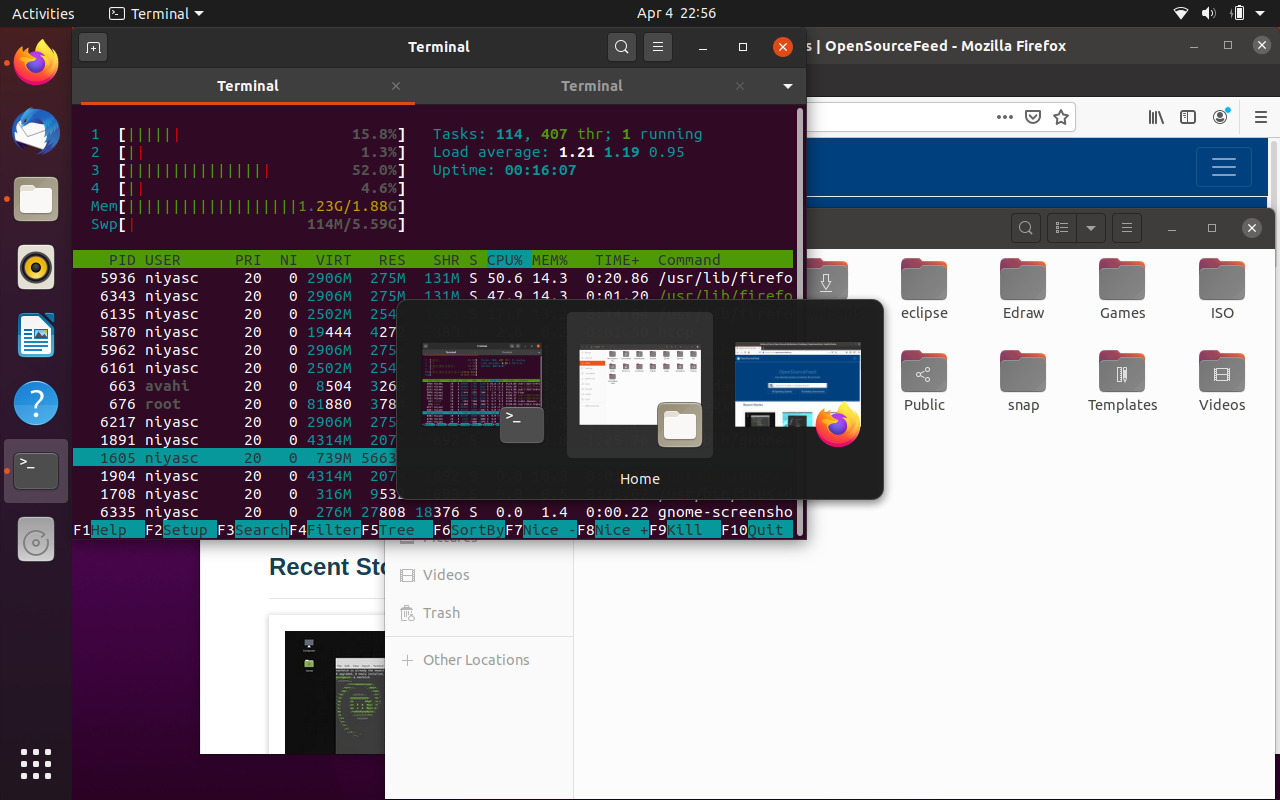 Activities
Terminal
Apr 4 22:56
Terminal
s | OpenSourceFeed - Mozilla Firefox
Terminal
Terminal
1 [|||||| 15.8%] Tasks: 114, 407 thr; 1 running
2 [|| 1.3%] Load average: 1.21 1.19 0.95
3 [|||||||||||||||| 52.0%] Uptime: 00:16:07
4 [|| 4.6%]
Mem[|||||||||||||||||||1.23G/1.88G]
Swp[| 114M/5.59G]
PID USER PRI NI VIRT RES SHR S CPU% MEM% TIME+ Command
5936 niyasc 20 0 2906M 275M 131M S 50.6 14.3 0:20.86 /usr/lib/firefo
6343 niyasc 20 0 2906M 275M 131M S 47.9 14.3 0:01.20 /usr/lib/firefo
6135 niyasc 20 0 2502M 254
5870 niyasc 20 0 19444 427
5962 niyasc 20 0 2906M 275
6161 niyasc 20 0 2502M 254
663 avahi 20 0 8504 326
676 root 20 0 81880 378
6217 niyasc 20 0 2906M 275
1891 niyasc 20 0 4314M 207
1605 niyasc 20 0 739M 5663
1904 niyasc 20 0 4314M 207
1708 niyasc 20 0 316M 953
6335 niyasc 20 0 276M 27808 18376 S 0.0 1.4 0:00.22 gnome-screensho
F1Help F2Setup F3SearchF4FilterF5Tree F6SortByF7Nice -F8Nice +F9Kill F10Quit
Home
eclipse
Edraw
Games
ISO
Public
snap
Templates
Videos
Pictures
Videos
Trash
Other Locations
Recent Sto